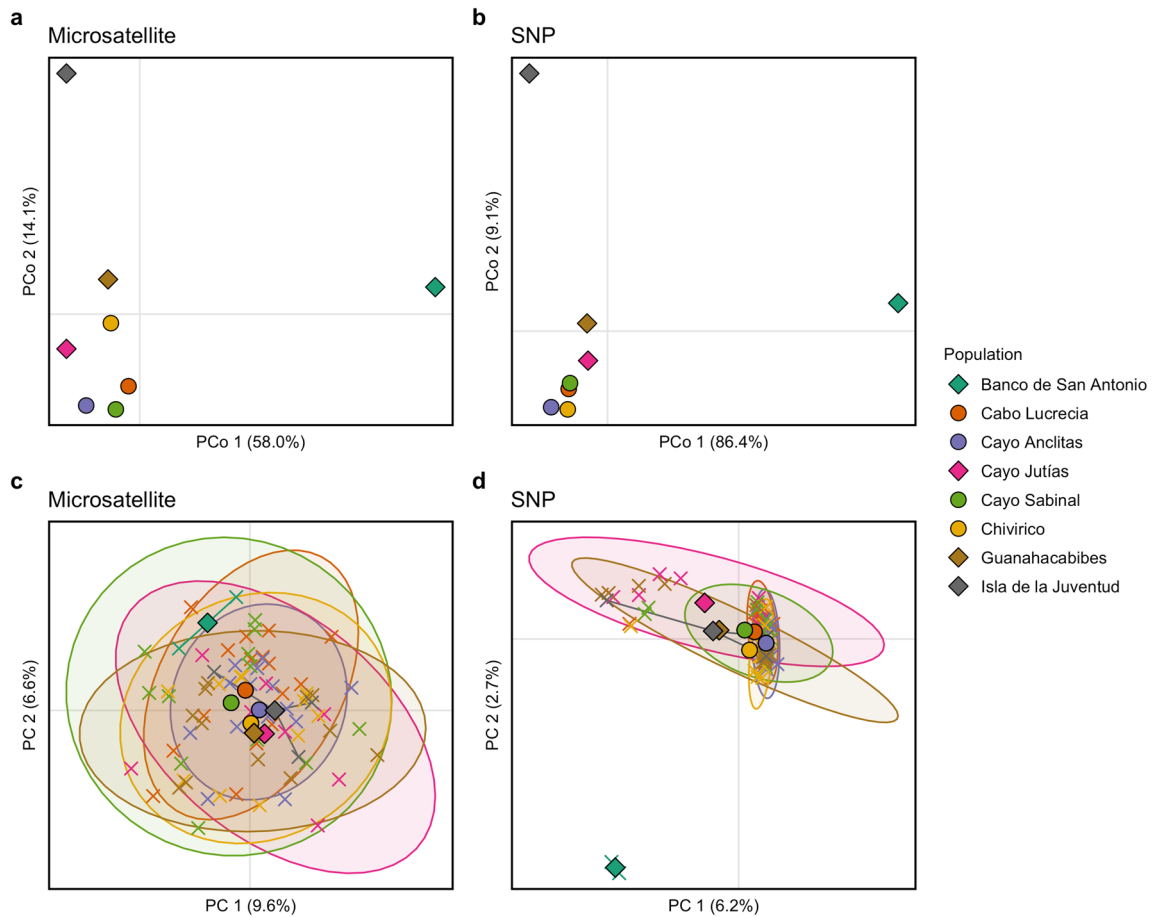 a
Microsatellite
PCo 2 (14.1%)
PCo 1 (58.0%)
b
SNP
PCo 2 (9.1%)
PCo 1 (86.4%)
c
Microsatellite
PC 2 (6.6%)
PC 1 (9.6%)
d
SNP
PC 2 (2.7%)
PC 1 (6.2%)
Population
Banco de San Antonio
Cabo Lucrecia
Cayo Anclitas
Cayo Jutías
Cayo Sabinal
Chivirico
Guanahacabibes
Isla de la Juventud